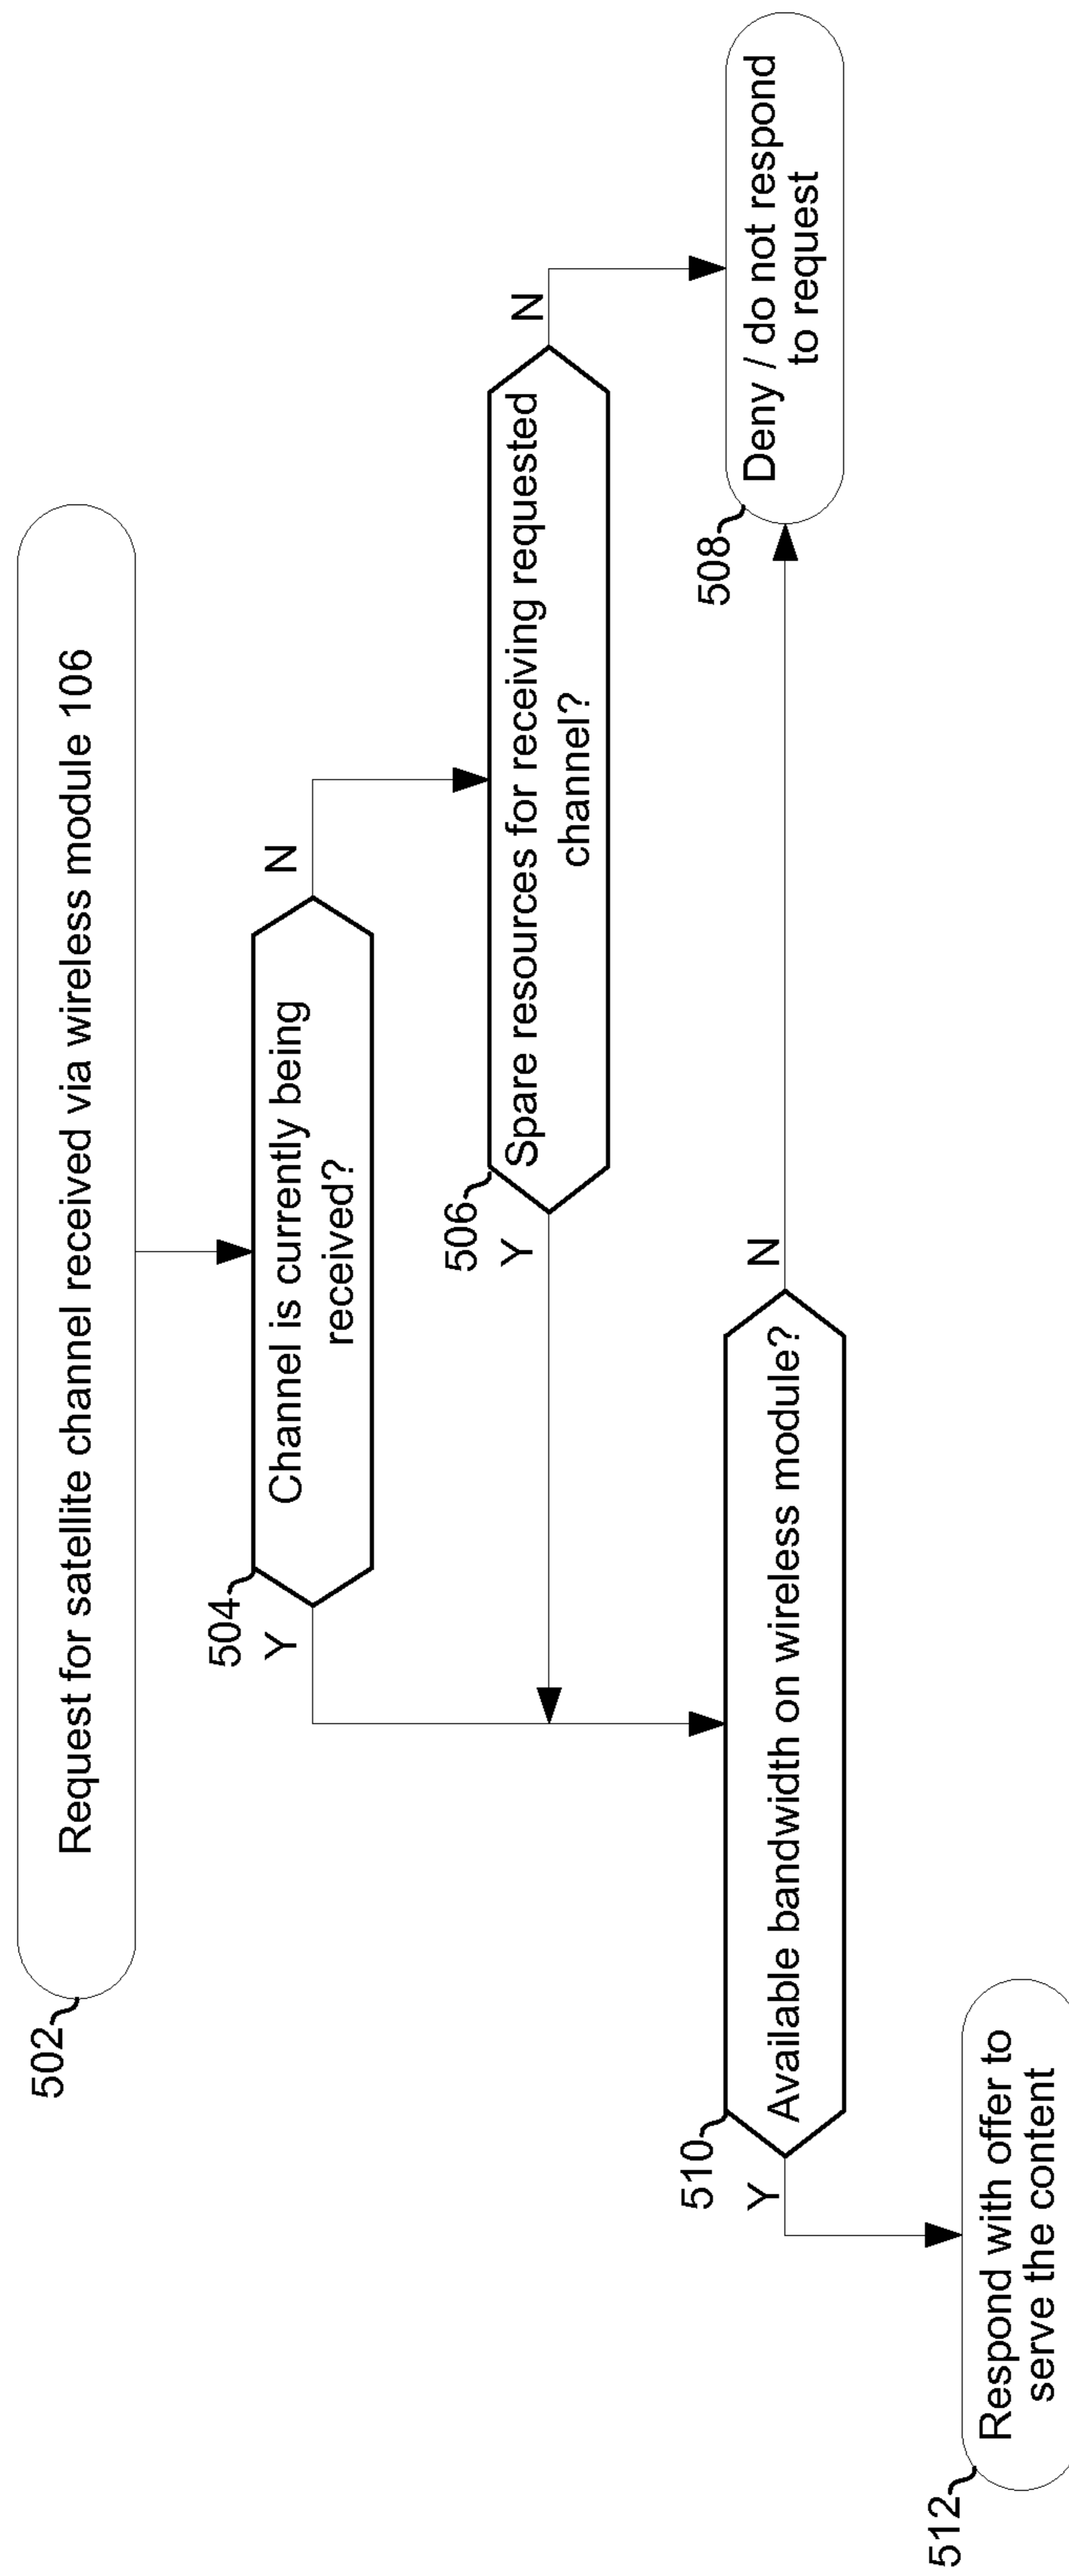 502
Request for satellite channel received via wireless module 106
504
Channel is currently being
received?
Y
N
506
Spare resources for receiving requested
channel?
Y
N
508
Deny / do not respond
to request
510
Available bandwidth on wireless module?
Y
N
512
Respond with offer to
serve the content